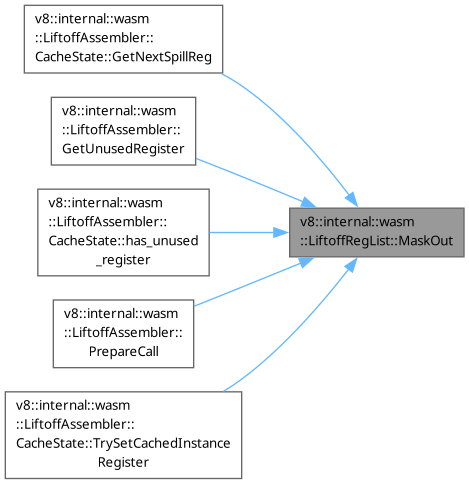 v8::internal::wasm
::LiftoffAssembler::
CacheState::GetNextSpillReg
v8::internal::wasm
::LiftoffAssembler::
GetUnusedRegister
v8::internal::wasm
::LiftoffAssembler::
CacheState::has_unused
_register
v8::internal::wasm
::LiftoffRegList::MaskOut
v8::internal::wasm
::LiftoffAssembler::
PrepareCall
v8::internal::wasm
::LiftoffAssembler::
CacheState::TrySetCachedInstance
Register